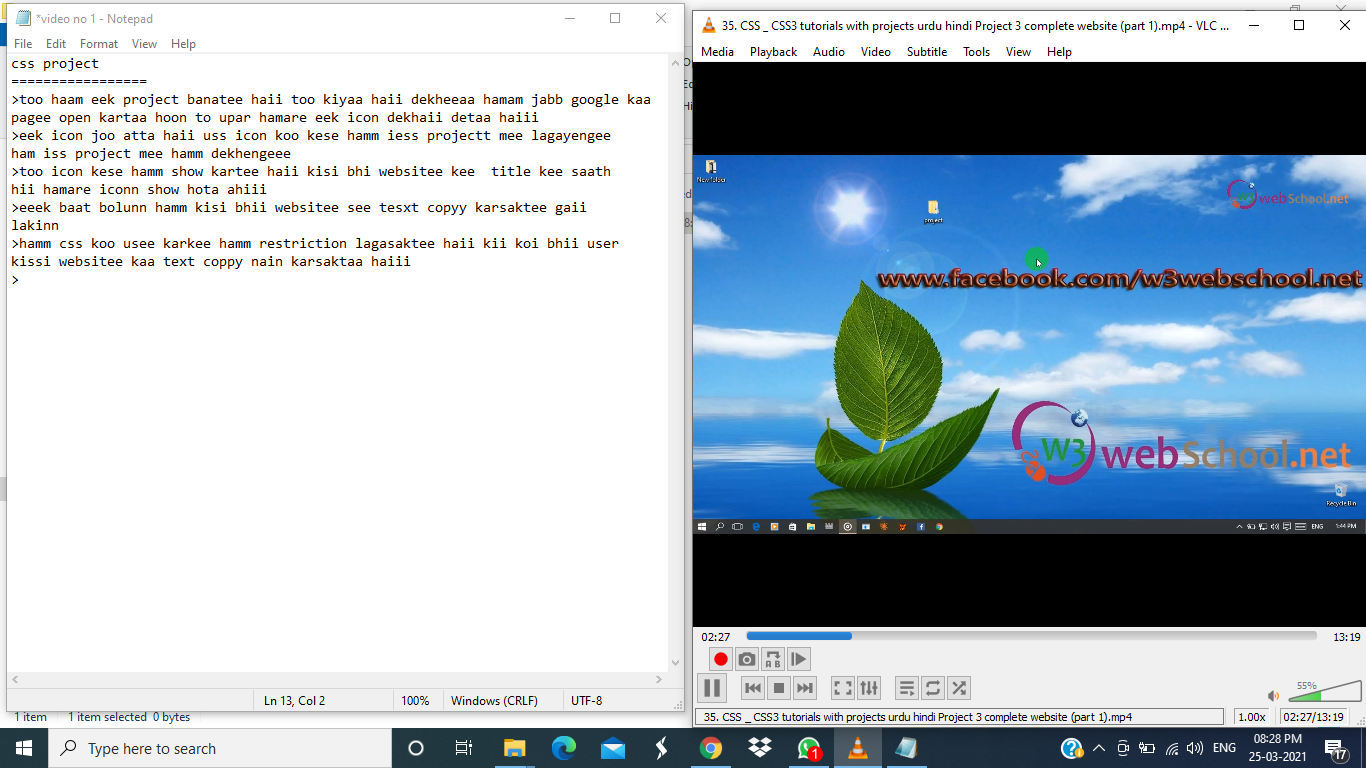 *video no 1 - Notepad
File Edit Format View Help
css project
=================
>too haam eek project banatee haii too kiyaa haii dekheeaa hamam jabb google kaa
pagee open kartaa hoon to upar hamare eek icon dekhaii detaa haiii
>eek icon joo atta haii uss icon koo kese hamm iess projectt mee lagayengee
ham iss project mee hamm dekhengeee
>too icon kese hamm show kartee haii kisi bhi websitee kee  title kee saath
hii hamare iconn show hota ahiii
>eeek baat bolunn hamm kisi bhii websitee see tesxt copyy karsaktee gaii
lakinn
>hamm css koo usee karkee hamm restriction lagasaktee haii kii koi bhii user
kissi websitee kaa text coppy nain karsaktaa haiii
>
Ln 13, Col 2 100% Windows (CRLF) UTF-8
1 item 1 item selected 0 bytes
35. CSS _ CSS3 tutorials with projects urdu hindi Project 3 complete website (part 1).mp4 - VLC ...
Media Playback Audio Video Subtitle Tools View Help
New folder
project
webSchool.net
www.facebook.com/w3webschool.net
W3 webSchool.net
Recycle Bin
ENG 1:44 PM
02:27 13:19
A B
55%
35. CSS _ CSS3 tutorials with projects urdu hindi Project 3 complete website (part 1).mp4 1.00x 02:27/13:19
Type here to search
1
ENG
08:28 PM
25-03-2021
17